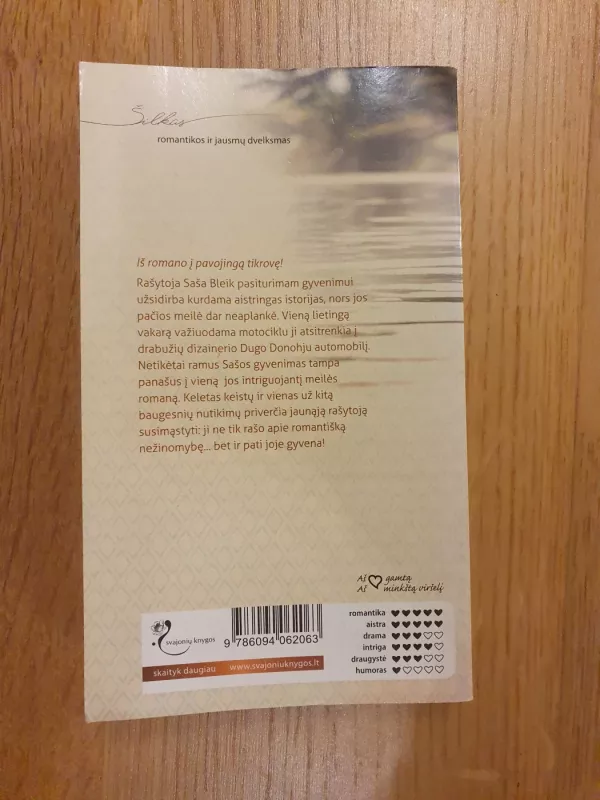 Šilkas
romantikos ir jausmų dvelksmas
Iš romano į pavojingą tikrovę!
Rašytoja Saša Bleik pasiturimam gyvenimui
užsidirba kurdama aistringas istorijas, nors jos
pačios meilė dar neaplankė. Vieną lietingą
vakarą važiuodama motociklu ji atsitrenkia į
drabužių dizainerio Dugo Donohju automobilį.
Netikėtai ramus Sašos gyvenimas tampa
panašus į vieną jos intriguojantį meilės
romaną. Keletas keistų ir vienas už kitą
baugesnių nutikimų priverčia jaunąją rašytoją
susimąstyti: ji ne tik rašo apie romantišką
nežinomybę... bet ir pati joje gyvena!
Aš ♡ gamtą
Aš minkštą viršelį
svajonių knygos
9 786094 062063
skaityk daugiau www.svajoniuknygos.lt
romantika ♥♥♥♥♥
aistra ♥♥♥♥♥
drama ♥♥♥♡♡
intriga ♥♥♥♥♡
draugystė ♥♥♥♡♡
humoras ♥♡♡♡♡